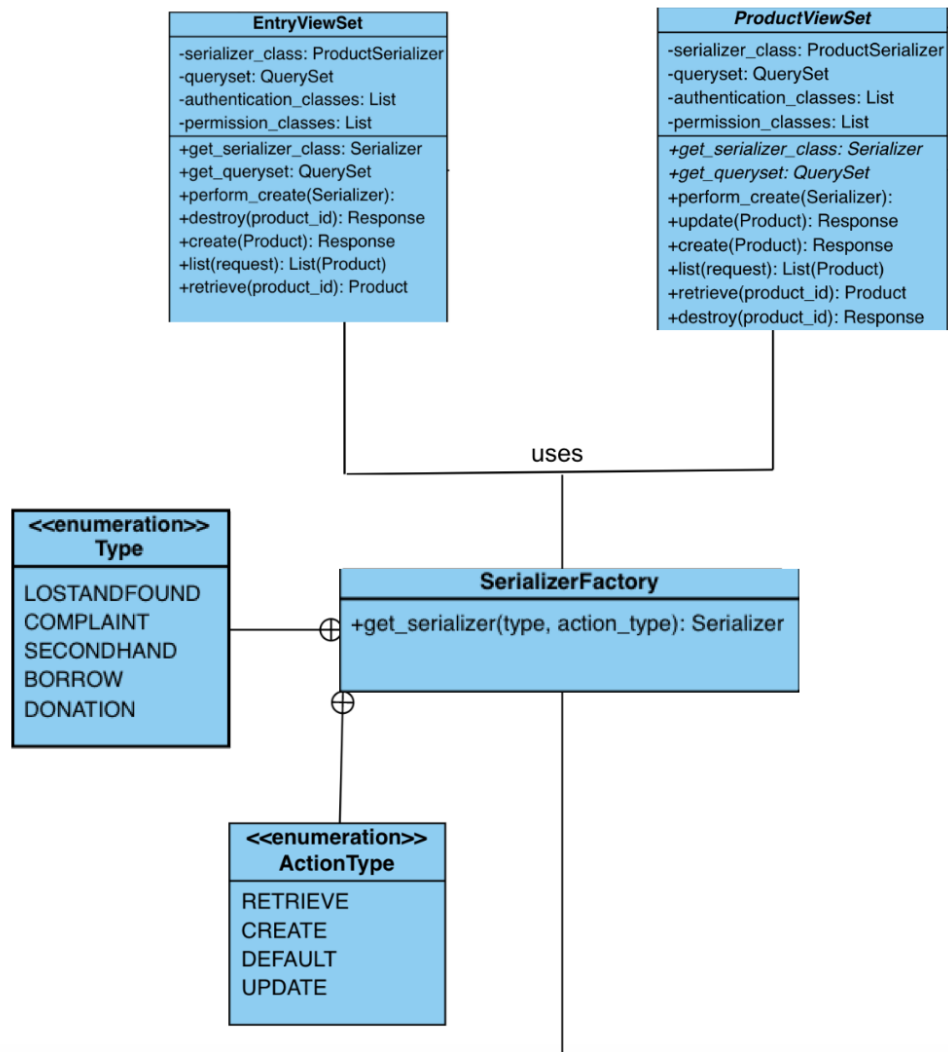 EntryViewSet
-serializer_class: ProductSerializer
-queryset: QuerySet
-authentication_classes: List
-permission_classes: List
+get_serializer_class: Serializer
+get_queryset: QuerySet
+perform_create(Serializer):
+destroy(product_id): Response
+create(Product): Response
+list(request): List(Product)
+retrieve(product_id): Product
ProductViewSet
-serializer_class: ProductSerializer
-queryset: QuerySet
-authentication_classes: List
-permission_classes: List
+get_serializer_class: Serializer
+get_queryset: QuerySet
+perform_create(Serializer):
+update(Product): Response
+create(Product): Response
+list(request): List(Product)
+retrieve(product_id): Product
+destroy(product_id): Response
uses
<<enumeration>>
Type
LOSTANDFOUND
COMPLAINT
SECONDHAND
BORROW
DONATION
SerializerFactory
+get_serializer(type, action_type): Serializer
<<enumeration>>
ActionType
RETRIEVE
CREATE
DEFAULT
UPDATE